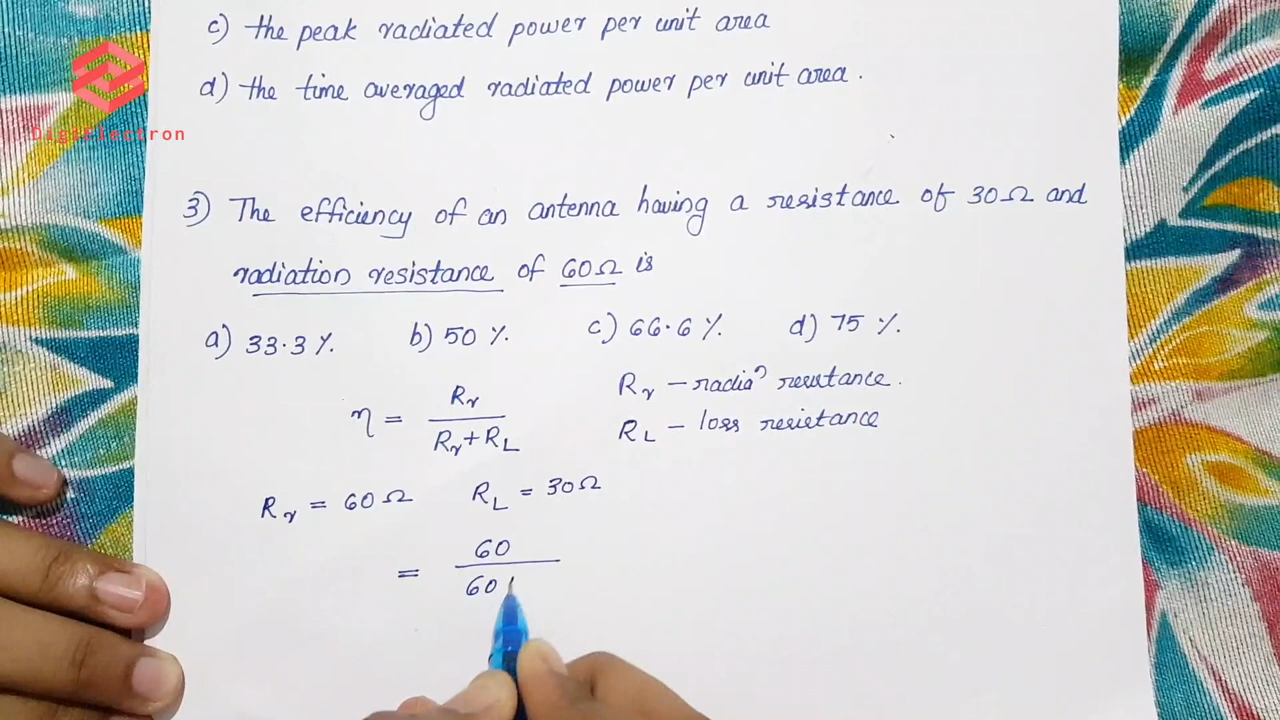 c) the peak radiated power per unit area
d) the time averaged radiated power per unit area.
DigiElectron
3) The efficiency of an antenna having a resistance of 30Ω and
radiation resistance of 60Ω is
a) 33.3 %. b) 50 %. c) 66.6 %. d) 75 %.
η = Rr / Rr+RL
Rr – radiaⁿ resistance.
RL – loss resistance
Rr = 60Ω RL = 30Ω
= 60 / 60